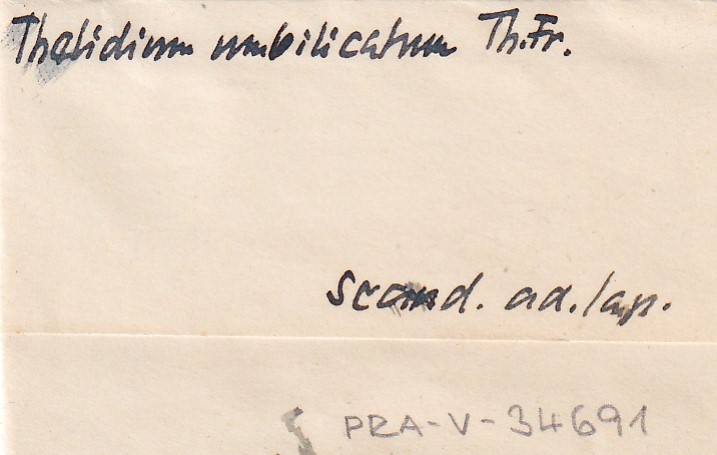 Thelidium umbilicatum Th.Fr.
Scand. ad. lap.
PRA-V-34691